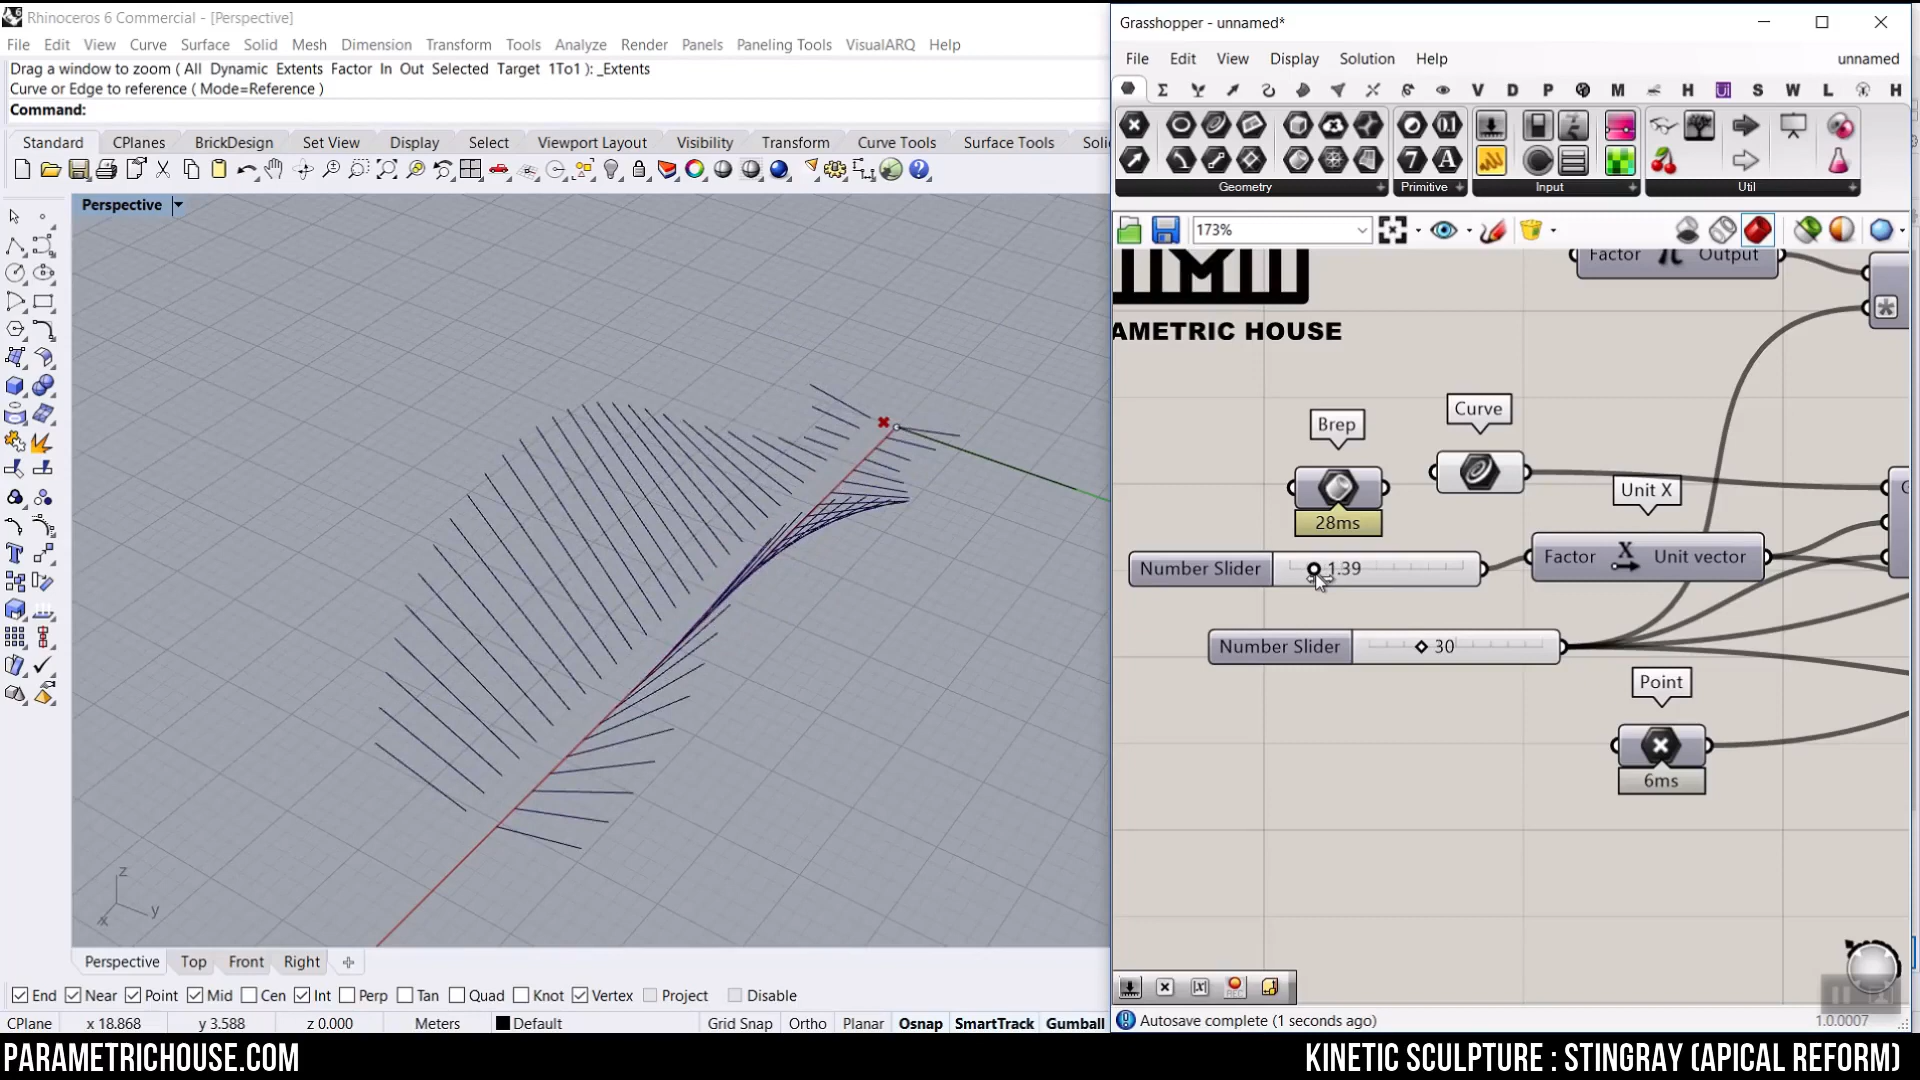 Rhinoceros 6 Commercial - [Perspective]
File Edit View Curve Surface Solid Mesh Dimension Transform Tools Analyze Render Panels Paneling Tools VisualARQ Help
Drag a window to zoom ( All Dynamic Extents Factor In Out Selected Target 1To1 ): _Extents
Curve or Edge to reference ( Mode=Reference )
Command:
Standard CPlanes BrickDesign Set View Display Select Viewport Layout Visibility Transform Curve Tools Surface Tools Soli
Perspective
z
y
x
Perspective Top Front Right
End Near Point Mid Cen Int Perp Tan Quad Knot Vertex Project Disable
CPlane x 18.868 y 3.588 z 0.000 Meters Default Grid Snap Ortho Planar Osnap SmartTrack Gumball
Grasshopper - unnamed*
File Edit View Display Solution Help unnamed
V D P M H UI S W L H
Geometry Primitive Input Util
173%
Factor Output
AMETRIC HOUSE
Curve
Brep
28ms
Unit X
Number Slider 1.39
Factor X Unit vector
Number Slider 30
Point
6ms
Autosave complete (1 seconds ago) 1.0.0007
PARAMETRICHOUSE.COM
KINETIC SCULPTURE : STINGRAY (APICAL REFORM)